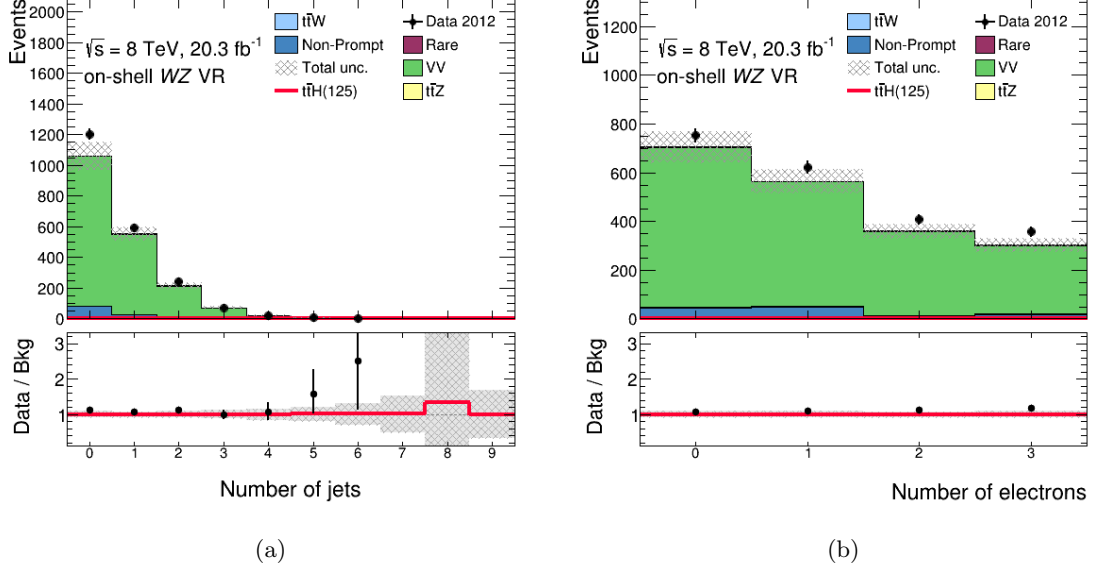 Events
2000
1800
1600
1400
1200
1000
800
600
400
200
0
√s = 8 TeV, 20.3 fb⁻¹
on-shell WZ VR
tt̄W
Non-Prompt
Total unc.
tt̄H(125)
Data 2012
Rare
VV
tt̄Z
Data / Bkg
3
2
1
0 1 2 3 4 5 6 7 8 9
Number of jets
(a)
Events
1200
1000
800
600
400
200
0
√s = 8 TeV, 20.3 fb⁻¹
on-shell WZ VR
tt̄W
Non-Prompt
Total unc.
tt̄H(125)
Data 2012
Rare
VV
tt̄Z
Data / Bkg
3
2
1
0 1 2 3
Number of electrons
(b)